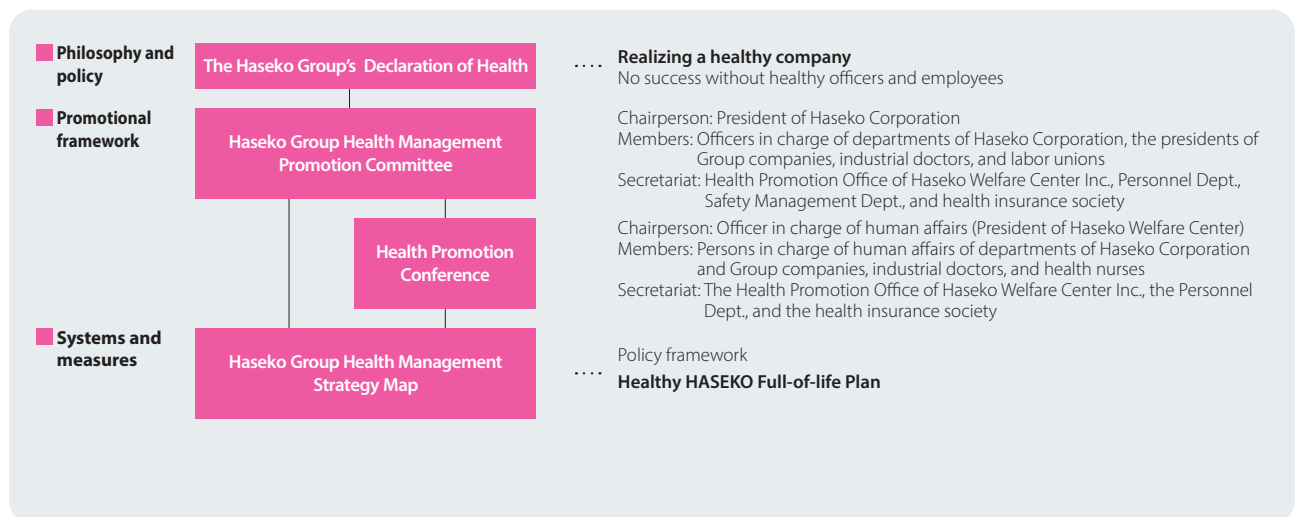 Philosophy and
policy
The Haseko Group's Declaration of Health
.... Realizing a healthy company
No success without healthy officers and employees
Promotional
framework
Haseko Group Health Management
Promotion Committee
Chairperson: President of Haseko Corporation
Members: Officers in charge of departments of Haseko Corporation, the presidents of
Group companies, industrial doctors, and labor unions
Secretariat: Health Promotion Office of Haseko Welfare Center Inc., Personnel Dept.,
Safety Management Dept., and health insurance society
Health Promotion
Conference
Chairperson: Officer in charge of human affairs (President of Haseko Welfare Center)
Members: Persons in charge of human affairs of departments of Haseko Corporation
and Group companies, industrial doctors, and health nurses
Secretariat: The Health Promotion Office of Haseko Welfare Center Inc., the Personnel
Dept., and the health insurance society
Systems and
measures
Haseko Group Health Management
Strategy Map
.... Policy framework
Healthy HASEKO Full-of-life Plan